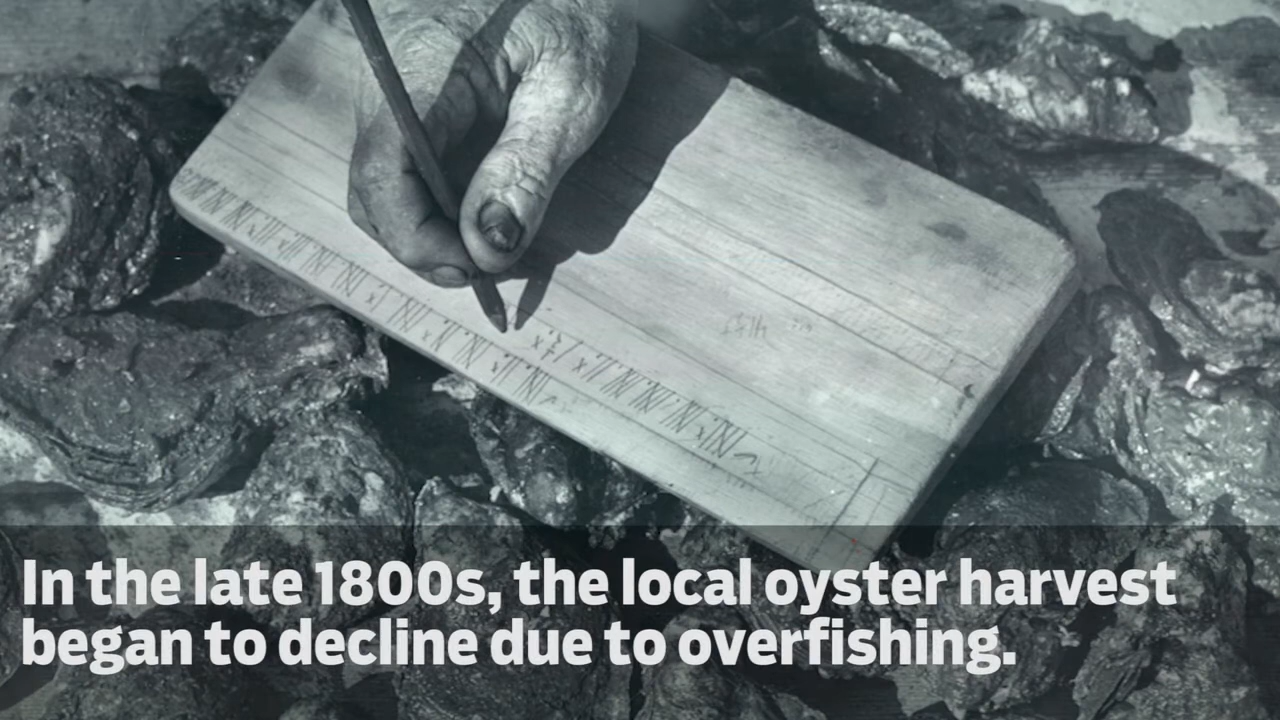 In the late 1800s, the local oyster harvest
began to decline due to overfishing.